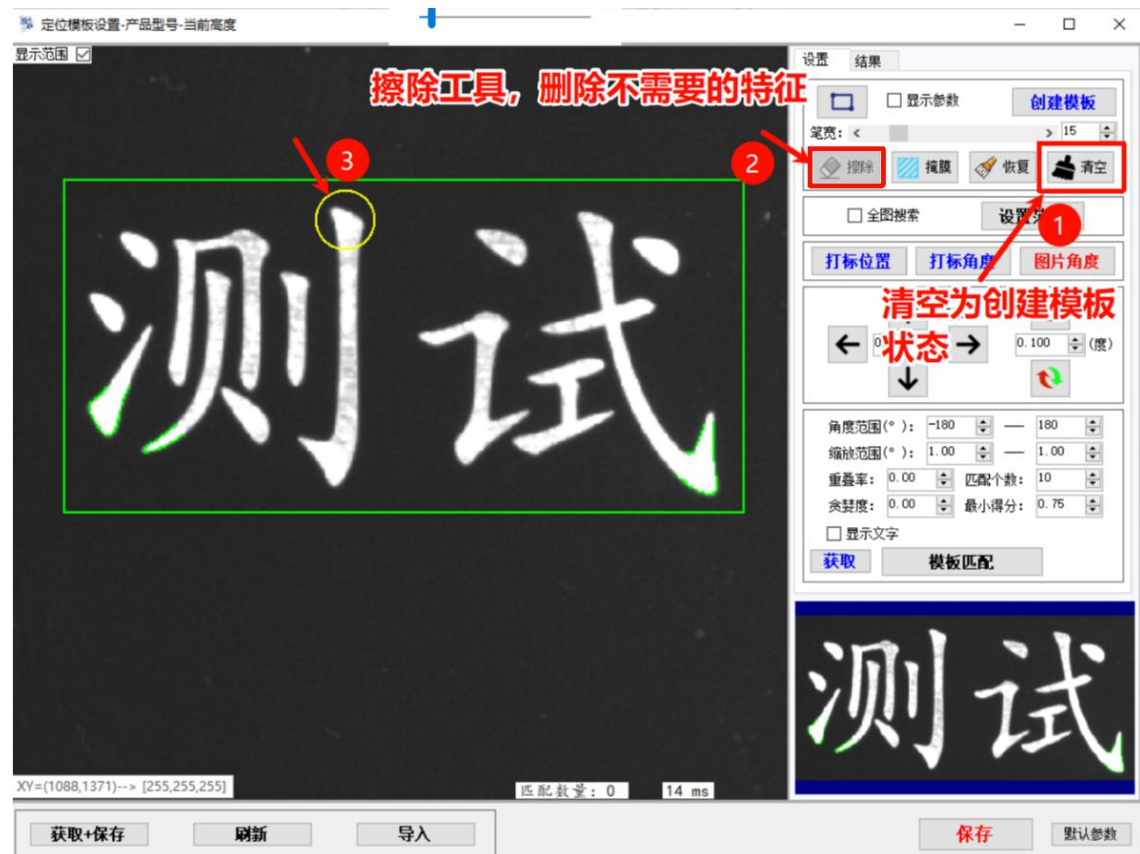 定位模板设置-产品型号-当前高度
显示范围
擦除工具，删除不需要的特征
设置 结果
显示参数 创建模板
笔宽： 15
擦除 掩膜 恢复 清空
2
3
全图搜索 设置
1
打标位置 打标角度 图片角度
清空为创建模板
状态
0.100 (度)
测试
角度范围(° )： -180 — 180
缩放范围(° )： 1.00 — 1.00
重叠率： 0.00 匹配个数： 10
贪婪度： 0.00 最小得分： 0.75
显示文字
获取 模板匹配
测试
XY=(1088,1371)--> [255,255,255]
匹配数量: 0 14 ms
获取+保存 刷新 导入 保存 默认参数